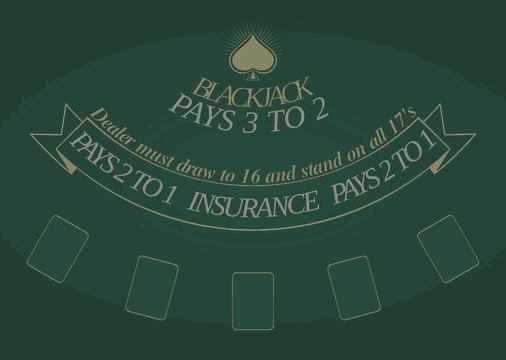 BLACKJACK
PAYS 3 TO 2
Dealer must draw to 16 and stand on all 17's
PAYS 2 TO 1 INSURANCE PAYS 2 TO 1